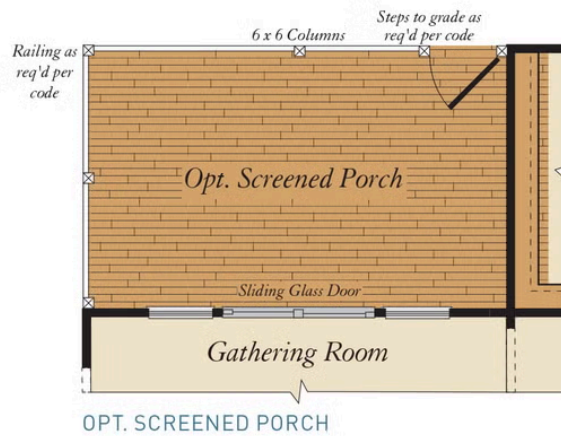 Steps to grade as
req'd per code
6 x 6 Columns
Railing as
req'd per
code
Opt. Screened Porch
Sliding Glass Door
Gathering Room
OPT. SCREENED PORCH